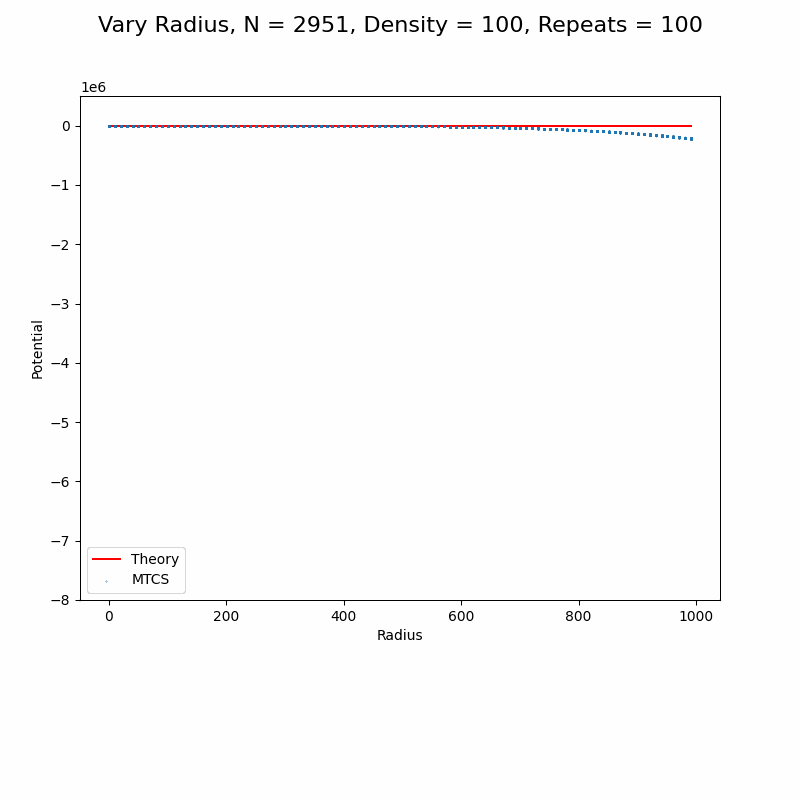 Vary Radius, N = 2951, Density = 100, Repeats = 100
1e6
0
−1
−2
−3
−4
−5
−6
−7
−8
Potential
Theory
MTCS
0 200 400 600 800 1000
Radius